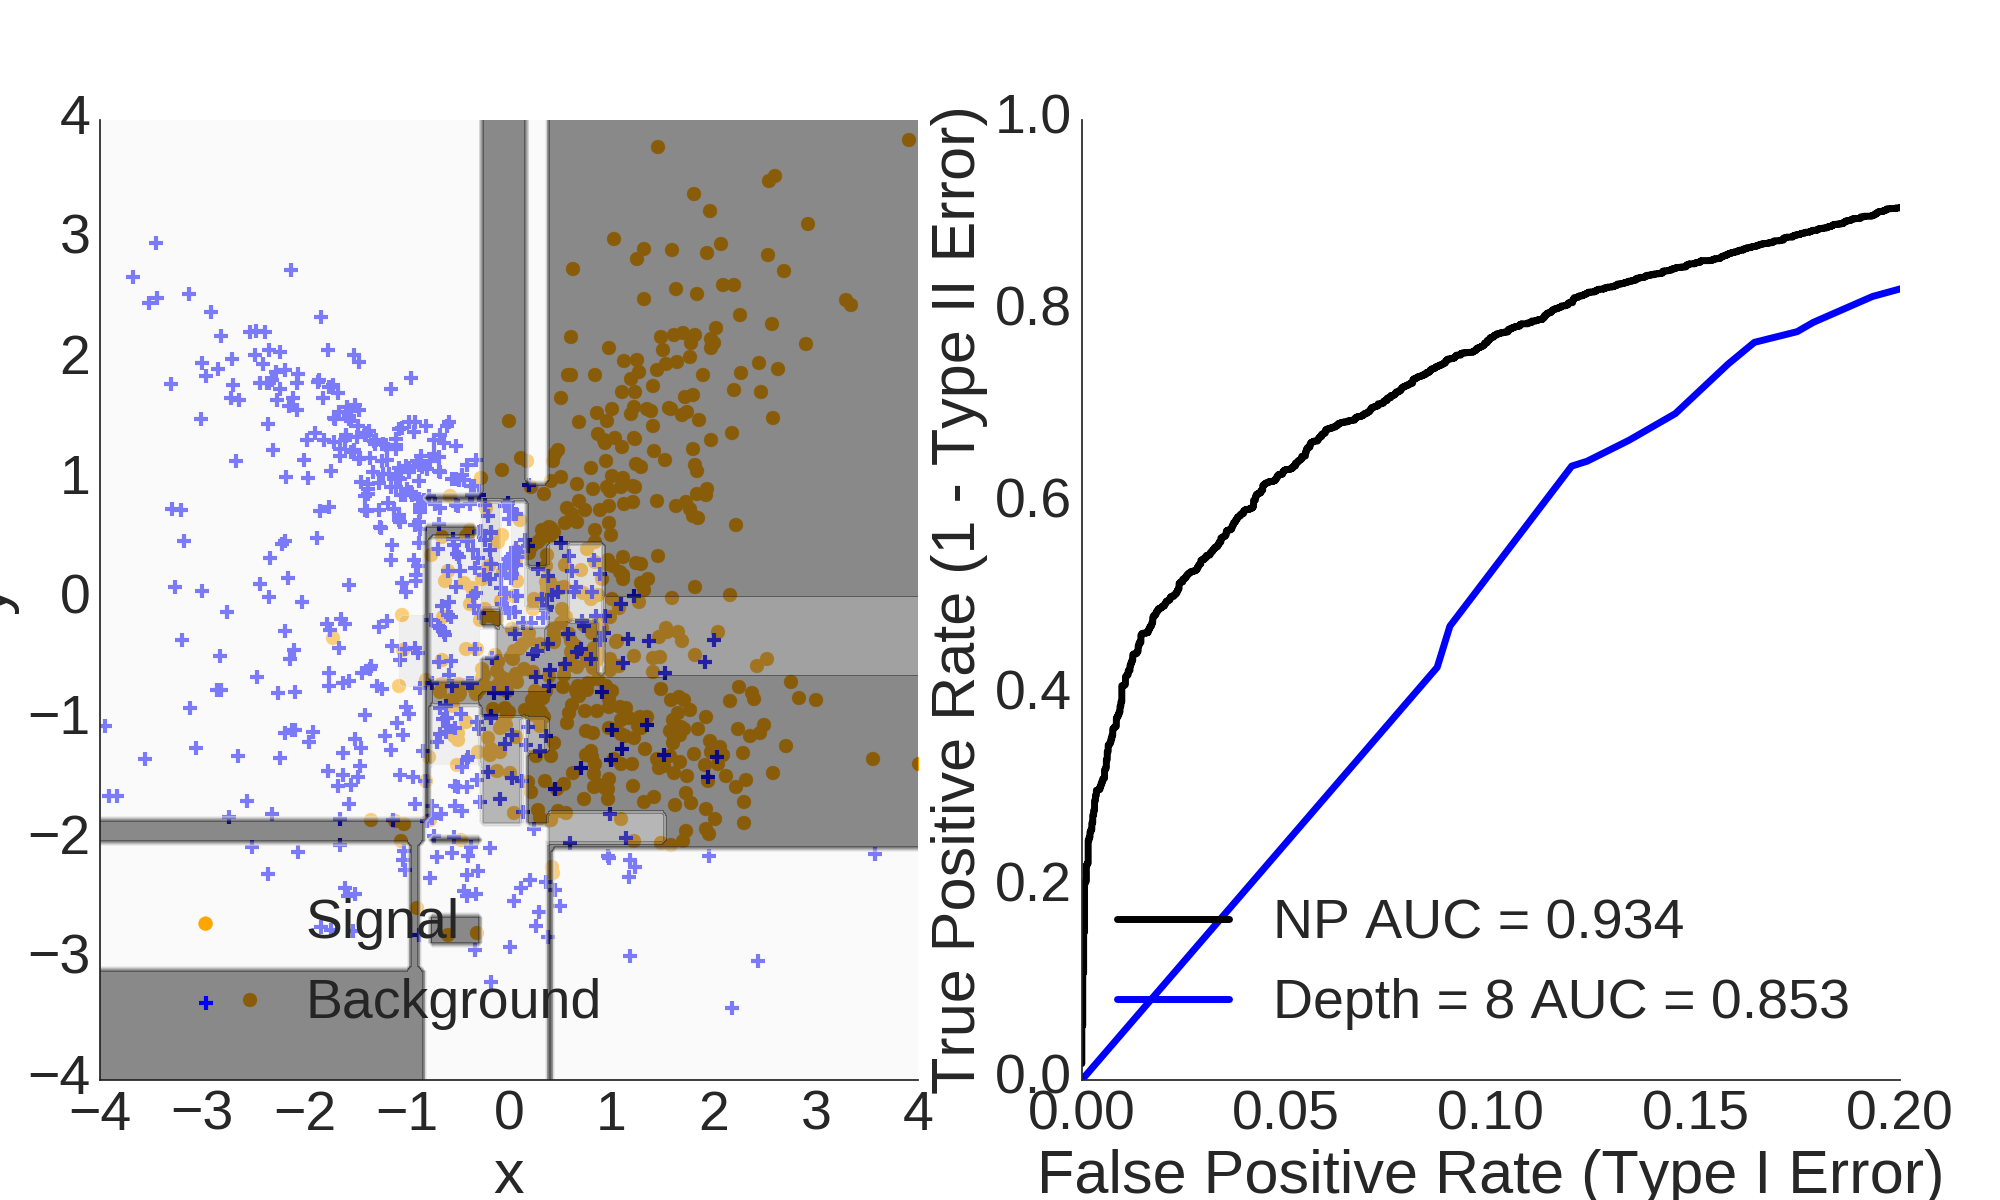 4
3
2
1
0
−1
−2
−3
−4
y
−4 −3 −2 −1 0 1 2 3 4
x
Signal
Background
True Positive Rate (1 - Type II Error)
1.0
0.8
0.6
0.4
0.2
0.0
0.00 0.05 0.10 0.15 0.20
False Positive Rate (Type I Error)
NP AUC = 0.934
Depth = 8 AUC = 0.853